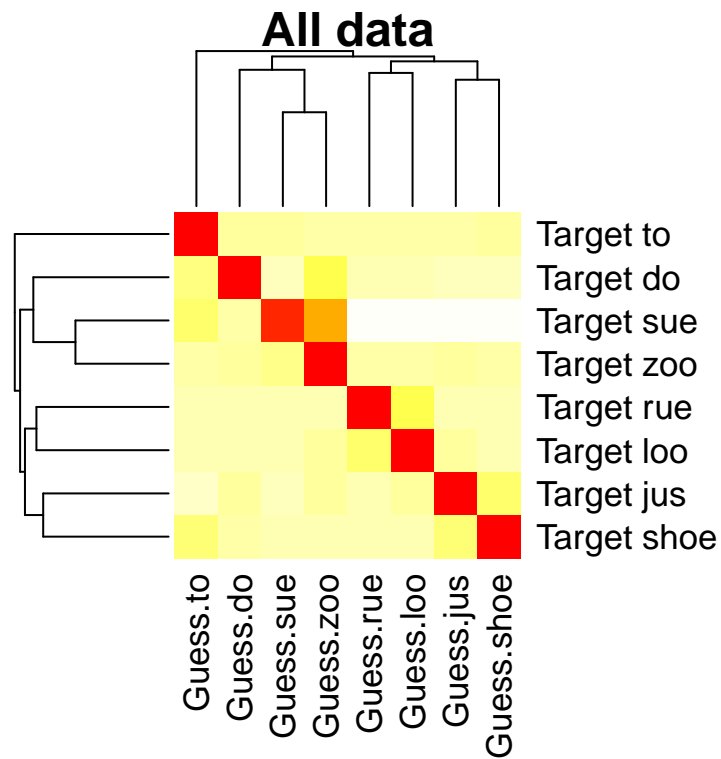 All data
Target to
Target do
Target sue
Target zoo
Target rue
Target loo
Target jus
Target shoe
Guess.to
Guess.do
Guess.sue
Guess.zoo
Guess.rue
Guess.loo
Guess.jus
Guess.shoe